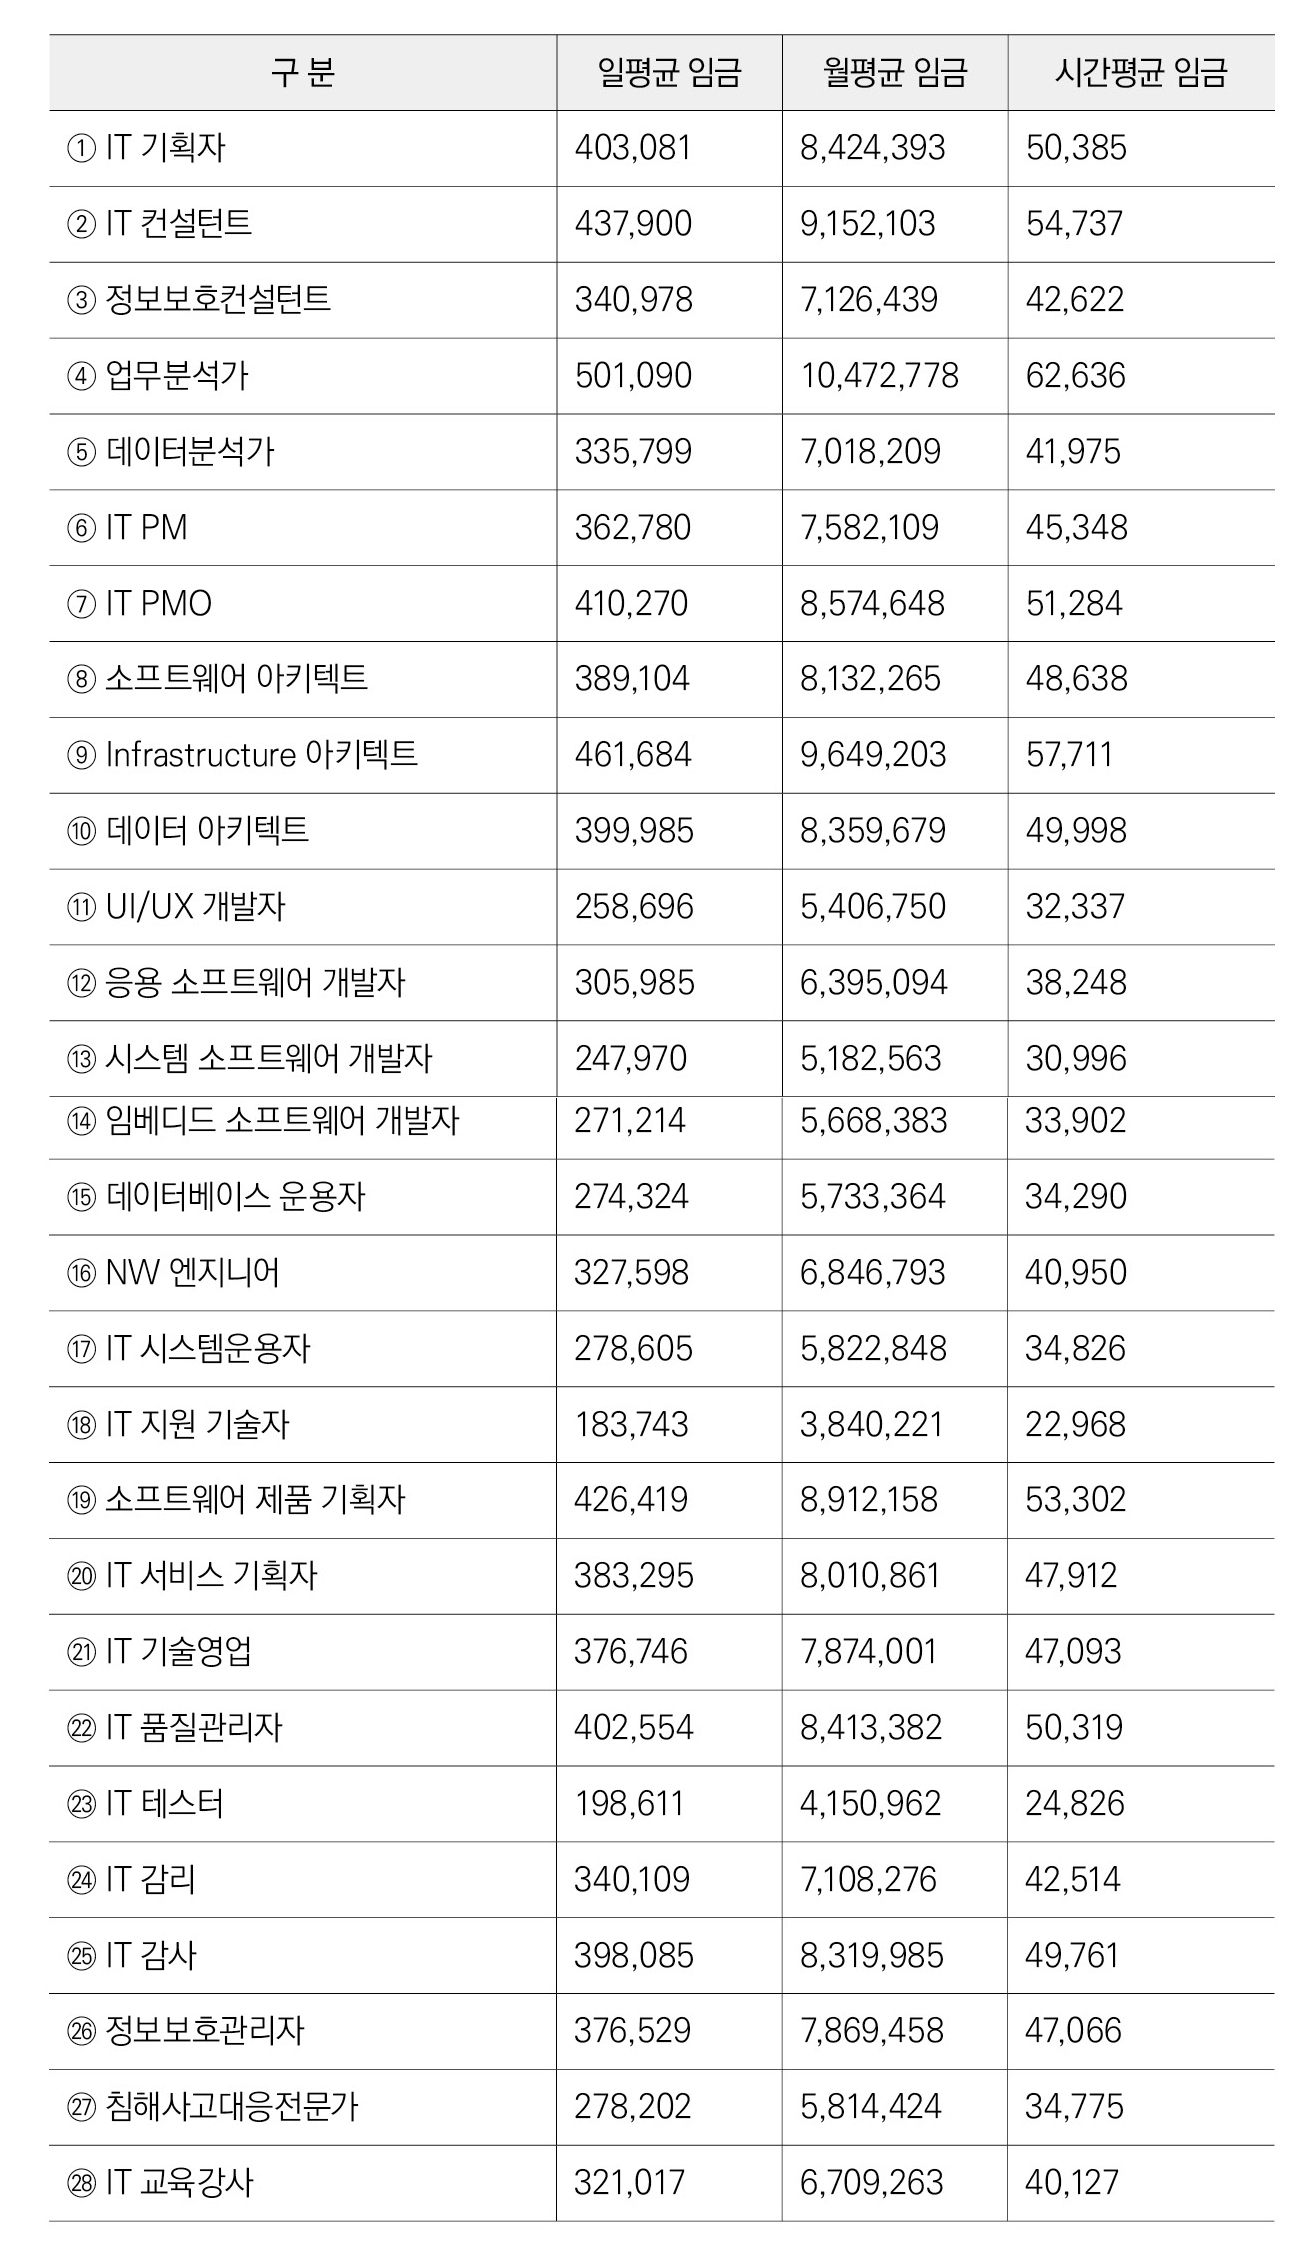 구 분 일평균 임금 월평균 임금 시간평균 임금
① IT 기획자 403,081 8,424,393 50,385
② IT 컨설턴트 437,900 9,152,103 54,737
③ 정보보호컨설턴트 340,978 7,126,439 42,622
④ 업무분석가 501,090 10,472,778 62,636
⑤ 데이터분석가 335,799 7,018,209 41,975
⑥ IT PM 362,780 7,582,109 45,348
⑦ IT PMO 410,270 8,574,648 51,284
⑧ 소프트웨어 아키텍트 389,104 8,132,265 48,638
⑨ Infrastructure 아키텍트 461,684 9,649,203 57,711
⑩ 데이터 아키텍트 399,985 8,359,679 49,998
⑪ UI/UX 개발자 258,696 5,406,750 32,337
⑫ 응용 소프트웨어 개발자 305,985 6,395,094 38,248
⑬ 시스템 소프트웨어 개발자 247,970 5,182,563 30,996
⑭ 임베디드 소프트웨어 개발자 271,214 5,668,383 33,902
⑮ 데이터베이스 운용자 274,324 5,733,364 34,290
⑯ NW 엔지니어 327,598 6,846,793 40,950
⑰ IT 시스템운용자 278,605 5,822,848 34,826
⑱ IT 지원 기술자 183,743 3,840,221 22,968
⑲ 소프트웨어 제품 기획자 426,419 8,912,158 53,302
⑳ IT 서비스 기획자 383,295 8,010,861 47,912
㉑ IT 기술영업 376,746 7,874,001 47,093
㉒ IT 품질관리자 402,554 8,413,382 50,319
㉓ IT 테스터 198,611 4,150,962 24,826
㉔ IT 감리 340,109 7,108,276 42,514
㉕ IT 감사 398,085 8,319,985 49,761
㉖ 정보보호관리자 376,529 7,869,458 47,066
㉗ 침해사고대응전문가 278,202 5,814,424 34,775
㉘ IT 교육강사 321,017 6,709,263 40,127